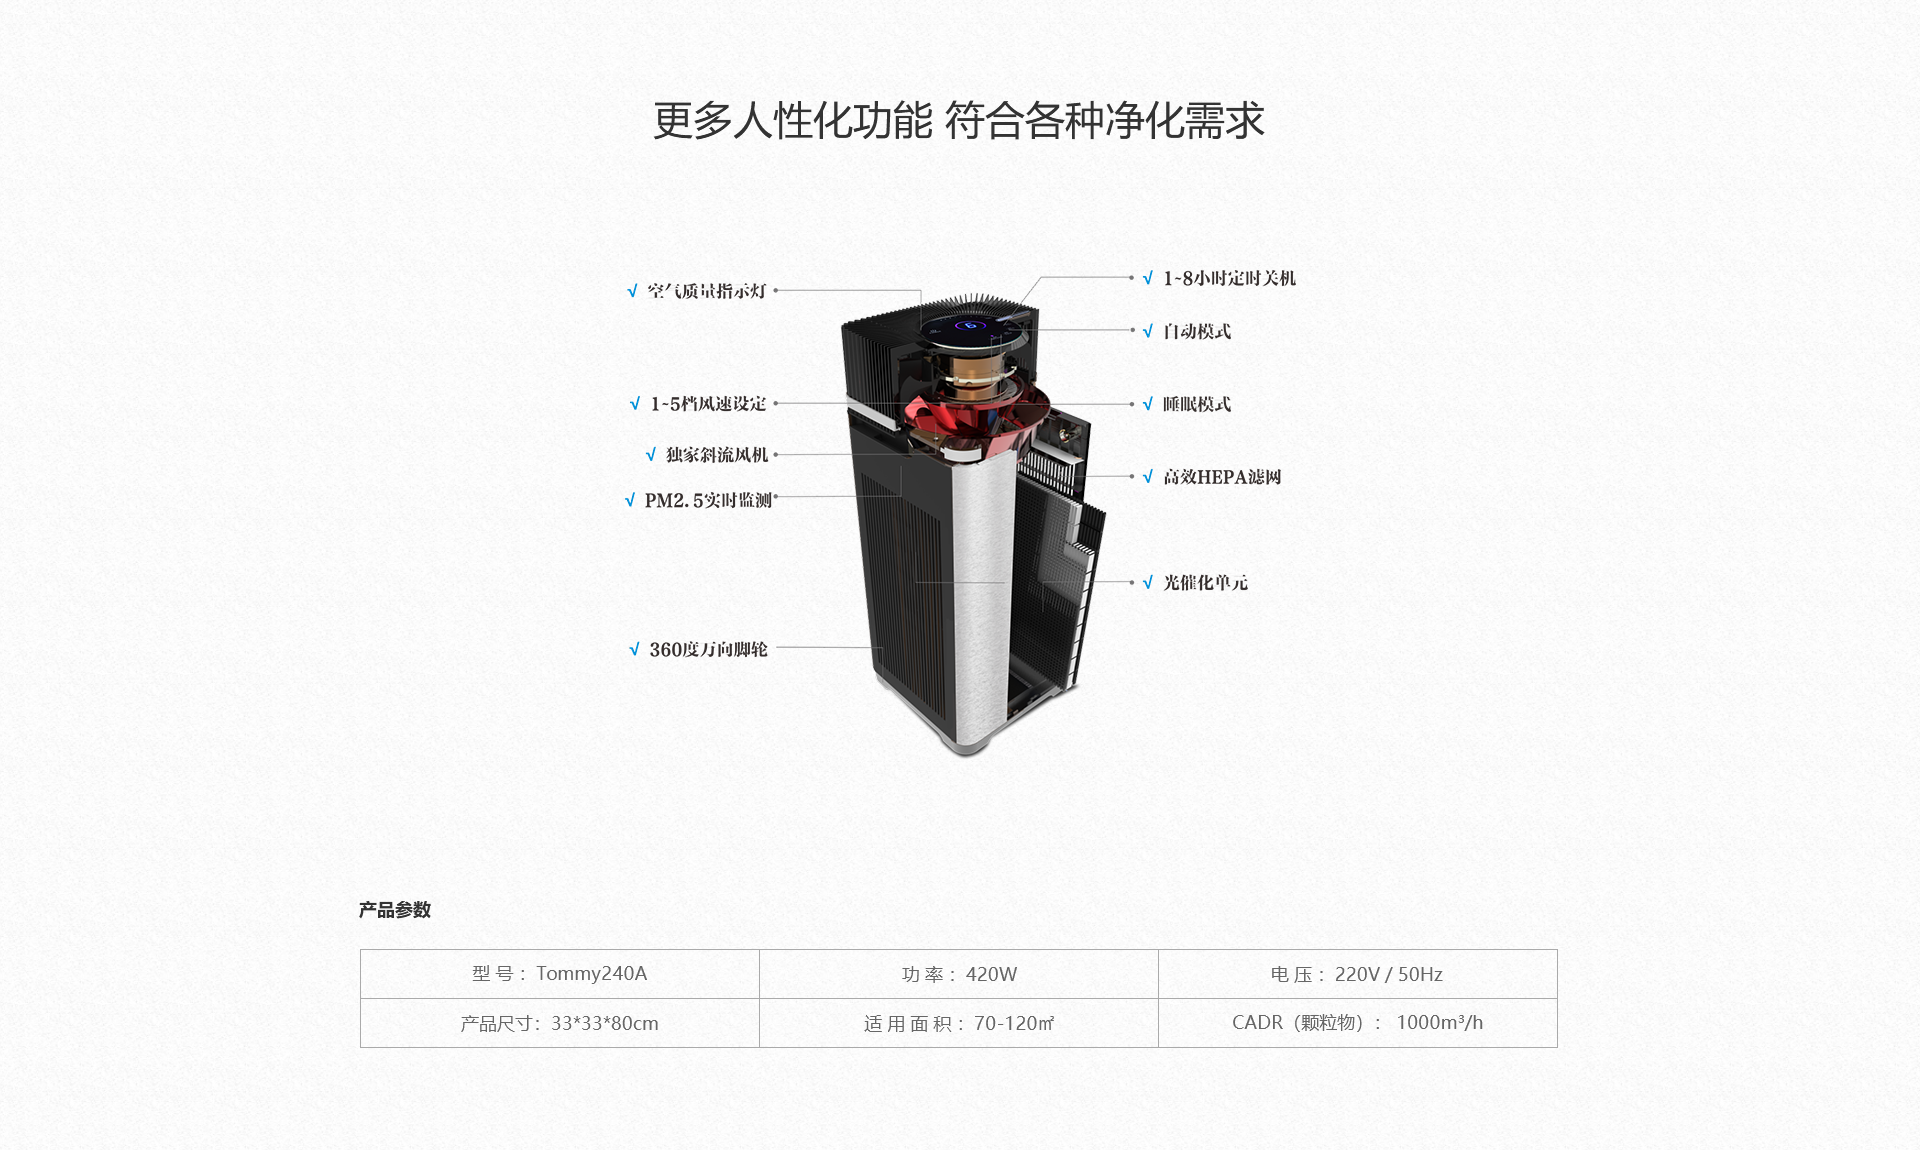 更多人性化功能 符合各种净化需求
√ 空气质量指示灯
√ 1~8小时定时关机
√ 自动模式
√ 1~5档风速设定
√ 睡眠模式
√ 独家斜流风机
√ 高效HEPA滤网
√ PM2.5实时监测
√ 光催化单元
√ 360度万向脚轮
产品参数
型 号： Tommy240A
功 率： 420W
电 压： 220V / 50Hz
产品尺寸：33*33*80cm
适 用 面 积： 70-120㎡
CADR（颗粒物）： 1000m³/h